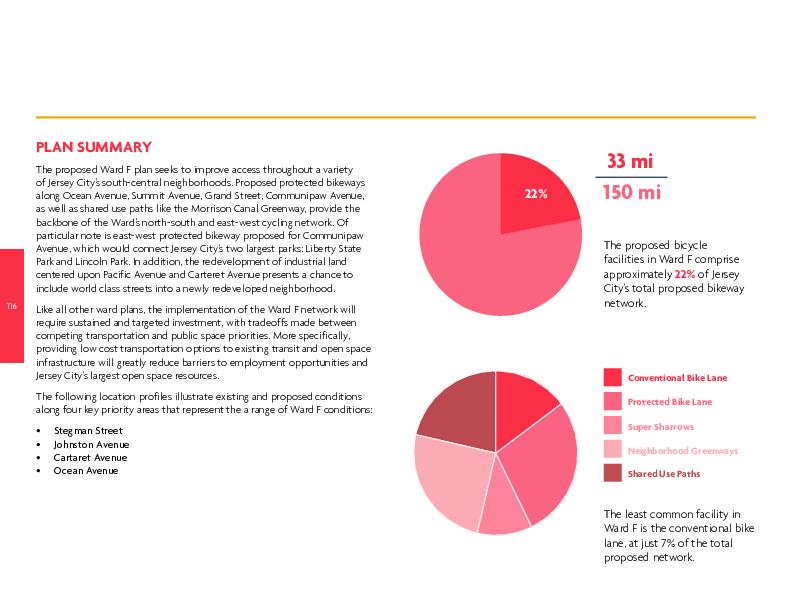 PLAN SUMMARY
The proposed Ward F plan seeks to improve access throughout a variety
of Jersey City's south-central neighborhoods. Proposed protected bikeways
along Ocean Avenue, Summit Avenue, Grand Street, Communipaw Avenue,
as well as shared use paths like the Morrison Canal Greenway, provide the
backbone of the Ward's north-south and east-west cycling network. Of
particular note is east-west protected bikeway proposed for Communipaw
Avenue, which would connect Jersey City's two largest parks: Liberty State
Park and Lincoln Park. In addition, the redevelopment of industrial land
centered upon Pacific Avenue and Carteret Avenue presents a chance to
include world class streets into a newly redeveloped neighborhood.
Like all other ward plans, the implementation of the Ward F network will
require sustained and targeted investment, with tradeoffs made between
competing transportation and public space priorities. More specifically,
providing low cost transportation options to existing transit and open space
infrastructure will greatly reduce barriers to employment opportunities and
Jersey City's largest open space resources.
The following location profiles illustrate existing and proposed conditions
along four key priority areas that represent the a range of Ward F conditions:
• Stegman Street
• Johnston Avenue
• Cartaret Avenue
• Ocean Avenue
116
22%
33 mi
150 mi
The proposed bicycle
facilities in Ward F comprise
approximately 22% of Jersey
City's total proposed bikeway
network.
Conventional Bike Lane
Protected Bike Lane
Super Sharrows
Neighborhood Greenways
Shared Use Paths
The least common facility in
Ward F is the conventional bike
lane, at just 7% of the total
proposed network.